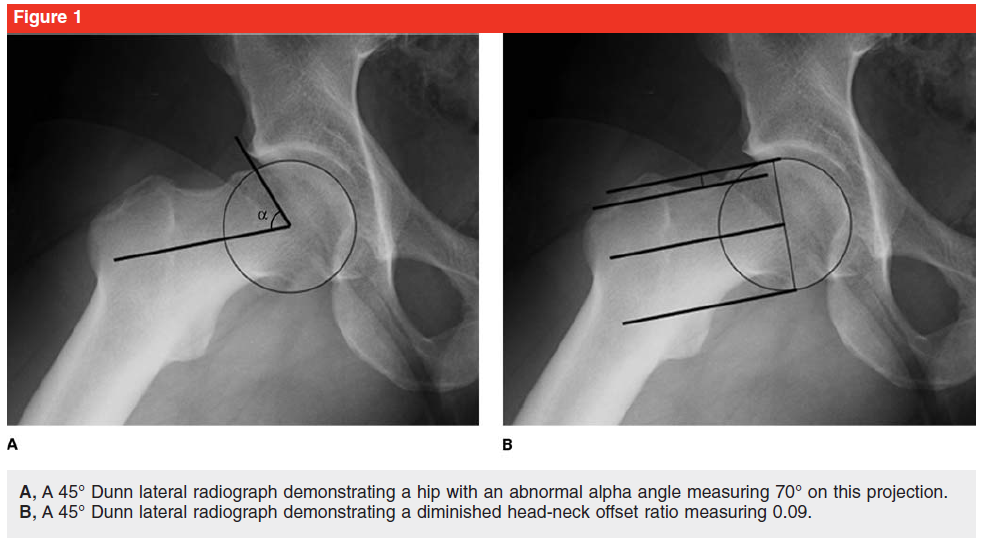 Figure 1
α
A
B
A, A 45° Dunn lateral radiograph demonstrating a hip with an abnormal alpha angle measuring 70° on this projection.
B, A 45° Dunn lateral radiograph demonstrating a diminished head-neck offset ratio measuring 0.09.